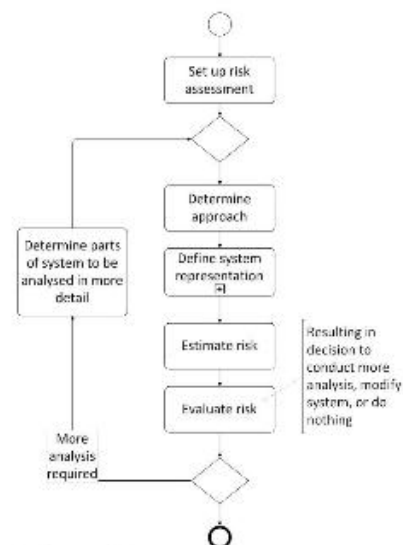 Set up risk
assessment
Determine
approach
Define system
representation
Determine parts
of system to be
analysed in more
detail
Estimate risk
Evaluate risk
Resulting in
decision to
conduct more
analysis, modify
system, or do
nothing
More
analysis
required